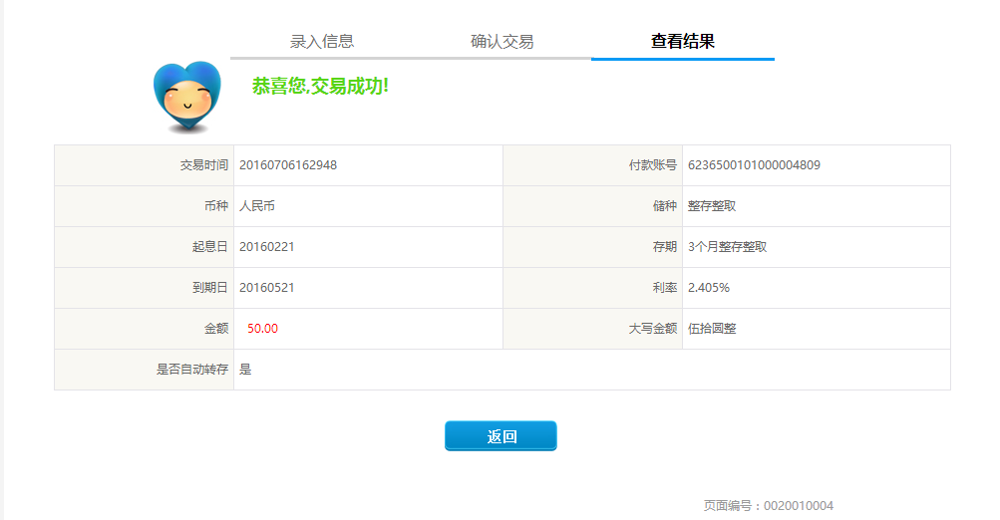 录入信息 确认交易 查看结果
恭喜您,交易成功!
交易时间 20160706162948 付款账号 6236500101000004809
币种 人民币 储种 整存整取
起息日 20160221 存期 3个月整存整取
到期日 20160521 利率 2.405%
金额 50.00 大写金额 伍拾圆整
是否自动转存 是
返回
页面编号：0020010004